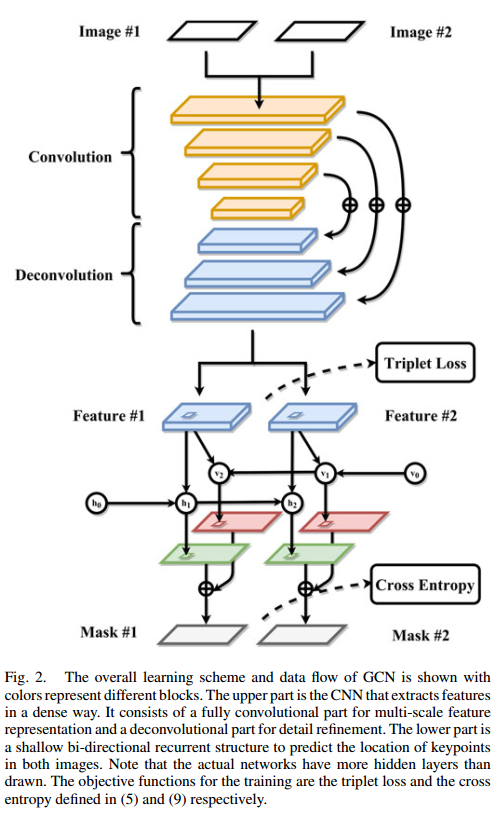 Image #1
Image #2
Convolution
Deconvolution
Triplet Loss
Feature #1
Feature #2
v2
v1
v0
h0
h1
h2
Cross Entropy
Mask #1
Mask #2
Fig. 2. The overall learning scheme and data flow of GCN is shown with
colors represent different blocks. The upper part is the CNN that extracts features
in a dense way. It consists of a fully convolutional part for multi-scale feature
representation and a deconvolutional part for detail refinement. The lower part is
a shallow bi-directional recurrent structure to predict the location of keypoints
in both images. Note that the actual networks have more hidden layers than
drawn. The objective functions for the training are the triplet loss and the cross
entropy defined in (5) and (9) respectively.